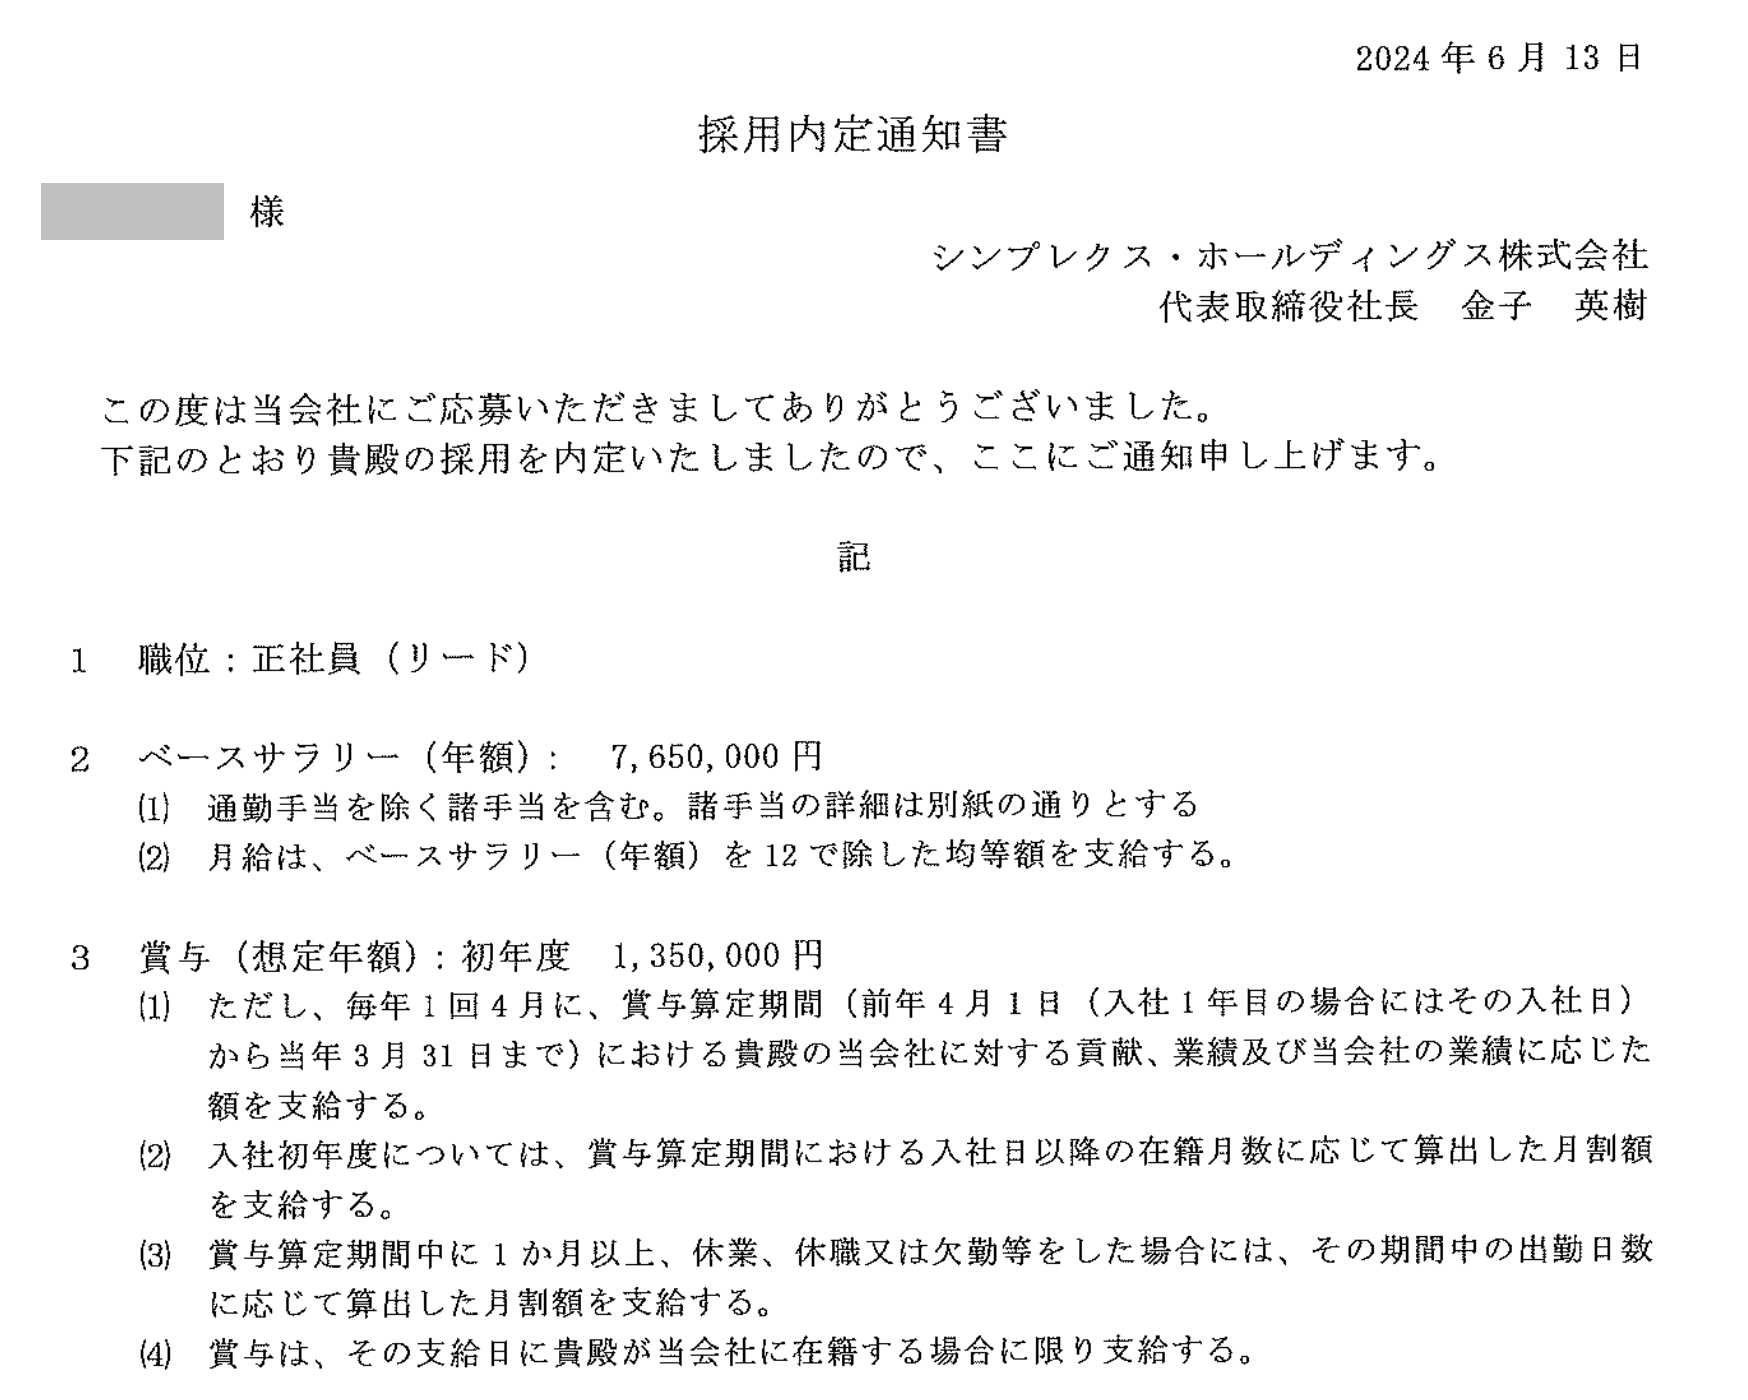 2024年6月13日
採用内定通知書
様
シンプレクス・ホールディングス株式会社
代表取締役社長　金子　英樹
この度は当会社にご応募いただきましてありがとうございました。
下記のとおり貴殿の採用を内定いたしましたので、ここにご通知申し上げます。
記
1　職位：正社員（リード）
2　ベースサラリー（年額）：　7,650,000円
(1)　通勤手当を除く諸手当を含む。諸手当の詳細は別紙の通りとする
(2)　月給は、ベースサラリー（年額）を12で除した均等額を支給する。
3　賞与（想定年額）：初年度　1,350,000円
(1)　ただし、毎年1回4月に、賞与算定期間（前年4月1日（入社1年目の場合にはその入社日）
から当年3月31日まで）における貴殿の当会社に対する貢献、業績及び当会社の業績に応じた
額を支給する。
(2)　入社初年度については、賞与算定期間における入社日以降の在籍月数に応じて算出した月割額
を支給する。
(3)　賞与算定期間中に1か月以上、休業、休職又は欠勤等をした場合には、その期間中の出勤日数
に応じて算出した月割額を支給する。
(4)　賞与は、その支給日に貴殿が当会社に在籍する場合に限り支給する。